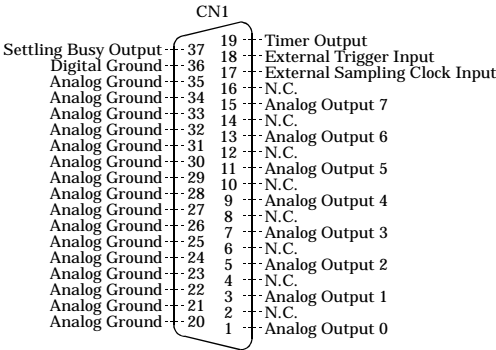 CN1
19 Timer Output
Settling Busy Output 37
18 External Trigger Input
Digital Ground 36
17 External Sampling Clock Input
Analog Ground 35
16 N.C.
Analog Ground 34
15 Analog Output 7
Analog Ground 33
14 N.C.
Analog Ground 32
13 Analog Output 6
Analog Ground 31
12 N.C.
Analog Ground 30
11 Analog Output 5
Analog Ground 29
10 N.C.
Analog Ground 28
9 Analog Output 4
Analog Ground 27
8 N.C.
Analog Ground 26
7 Analog Output 3
Analog Ground 25
6 N.C.
Analog Ground 24
5 Analog Output 2
Analog Ground 23
4 N.C.
Analog Ground 22
3 Analog Output 1
Analog Ground 21
2 N.C.
Analog Ground 20
1 Analog Output 0